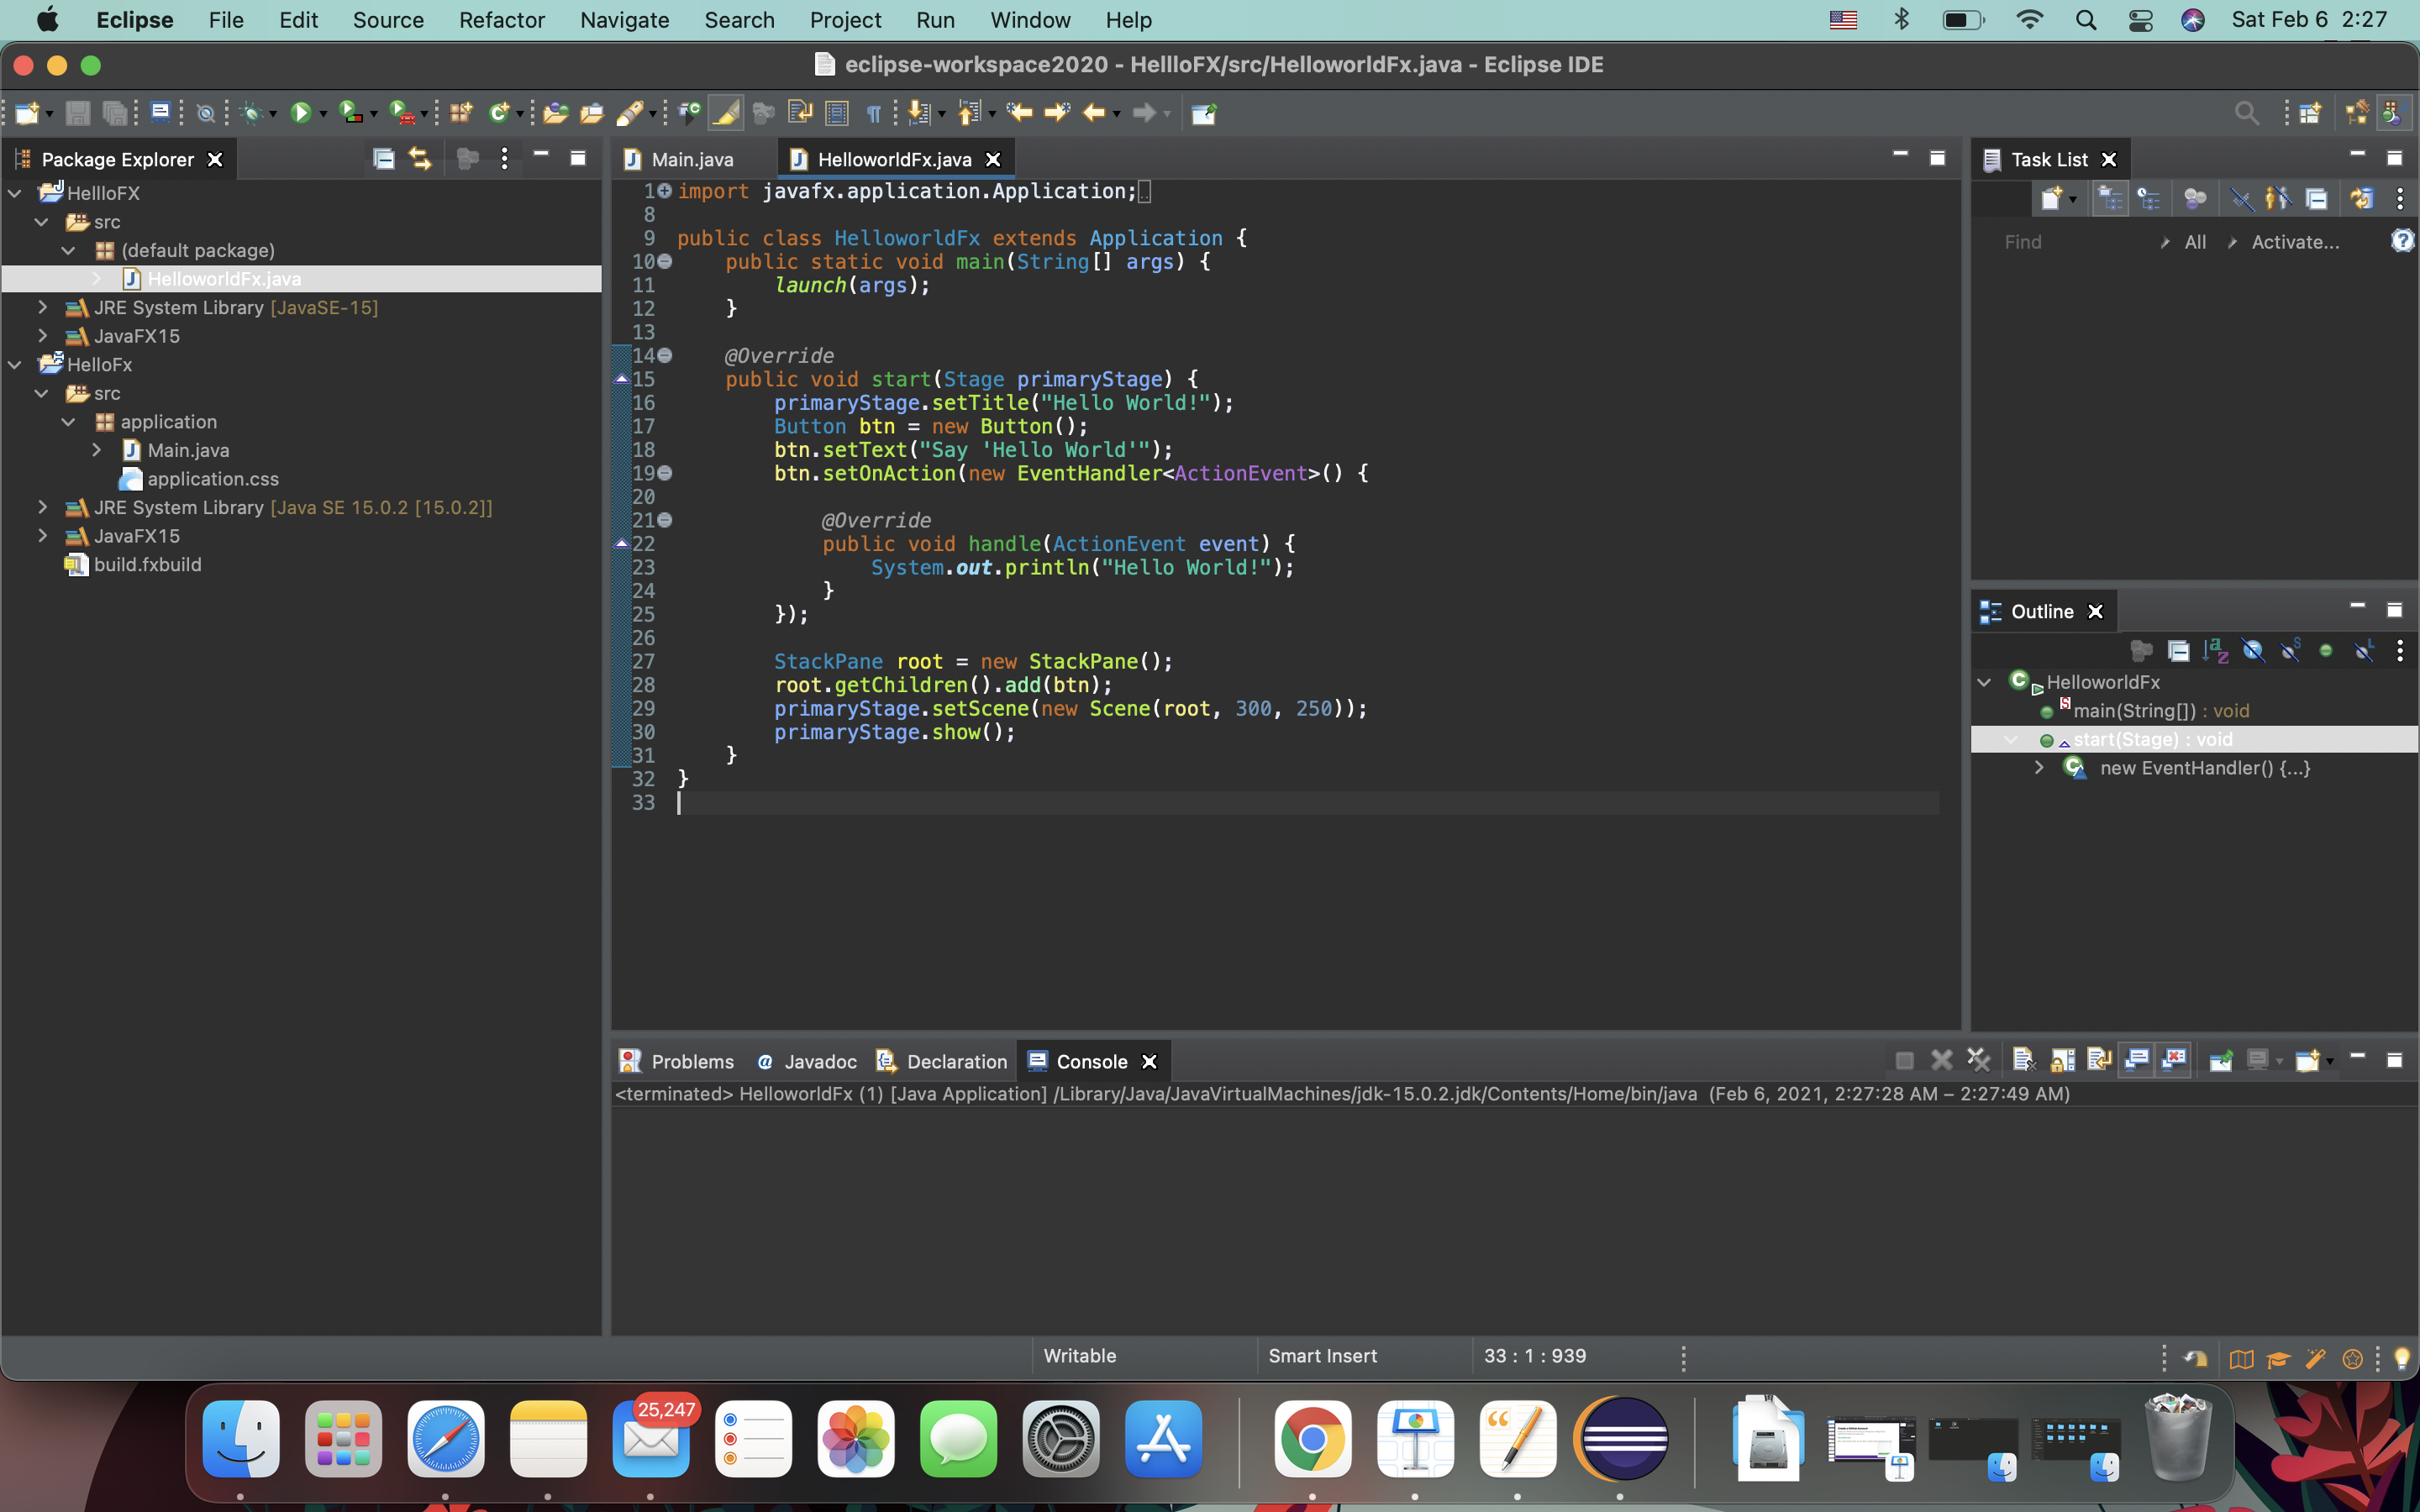 Eclipse File Edit Source Refactor Navigate Search Project Run Window Help Sat Feb 6 2:27
eclipse-workspace2020 - HellloFX/src/HelloworldFx.java - Eclipse IDE
Package Explorer
HellloFX
src
(default package)
HelloworldFx.java
JRE System Library [JavaSE-15]
JavaFX15
HelloFx
src
application
Main.java
application.css
JRE System Library [Java SE 15.0.2 [15.0.2]]
JavaFX15
build.fxbuild
Main.java HelloworldFx.java
1 import javafx.application.Application;
8
9 public class HelloworldFx extends Application {
10 public static void main(String[] args) {
11 launch(args);
12 }
13
14 @Override
15 public void start(Stage primaryStage) {
16 primaryStage.setTitle("Hello World!");
17 Button btn = new Button();
18 btn.setText("Say 'Hello World'");
19 btn.setOnAction(new EventHandler<ActionEvent>() {
20
21 @Override
22 public void handle(ActionEvent event) {
23 System.out.println("Hello World!");
24 }
25 });
26
27 StackPane root = new StackPane();
28 root.getChildren().add(btn);
29 primaryStage.setScene(new Scene(root, 300, 250));
30 primaryStage.show();
31 }
32 }
33
Task List
Find All Activate...
Outline
HelloworldFx
main(String[]) : void
start(Stage) : void
new EventHandler() {...}
Problems Javadoc Declaration Console
<terminated> HelloworldFx (1) [Java Application] /Library/Java/JavaVirtualMachines/jdk-15.0.2.jdk/Contents/Home/bin/java (Feb 6, 2021, 2:27:28 AM – 2:27:49 AM)
Writable Smart Insert 33 : 1 : 939
25,247